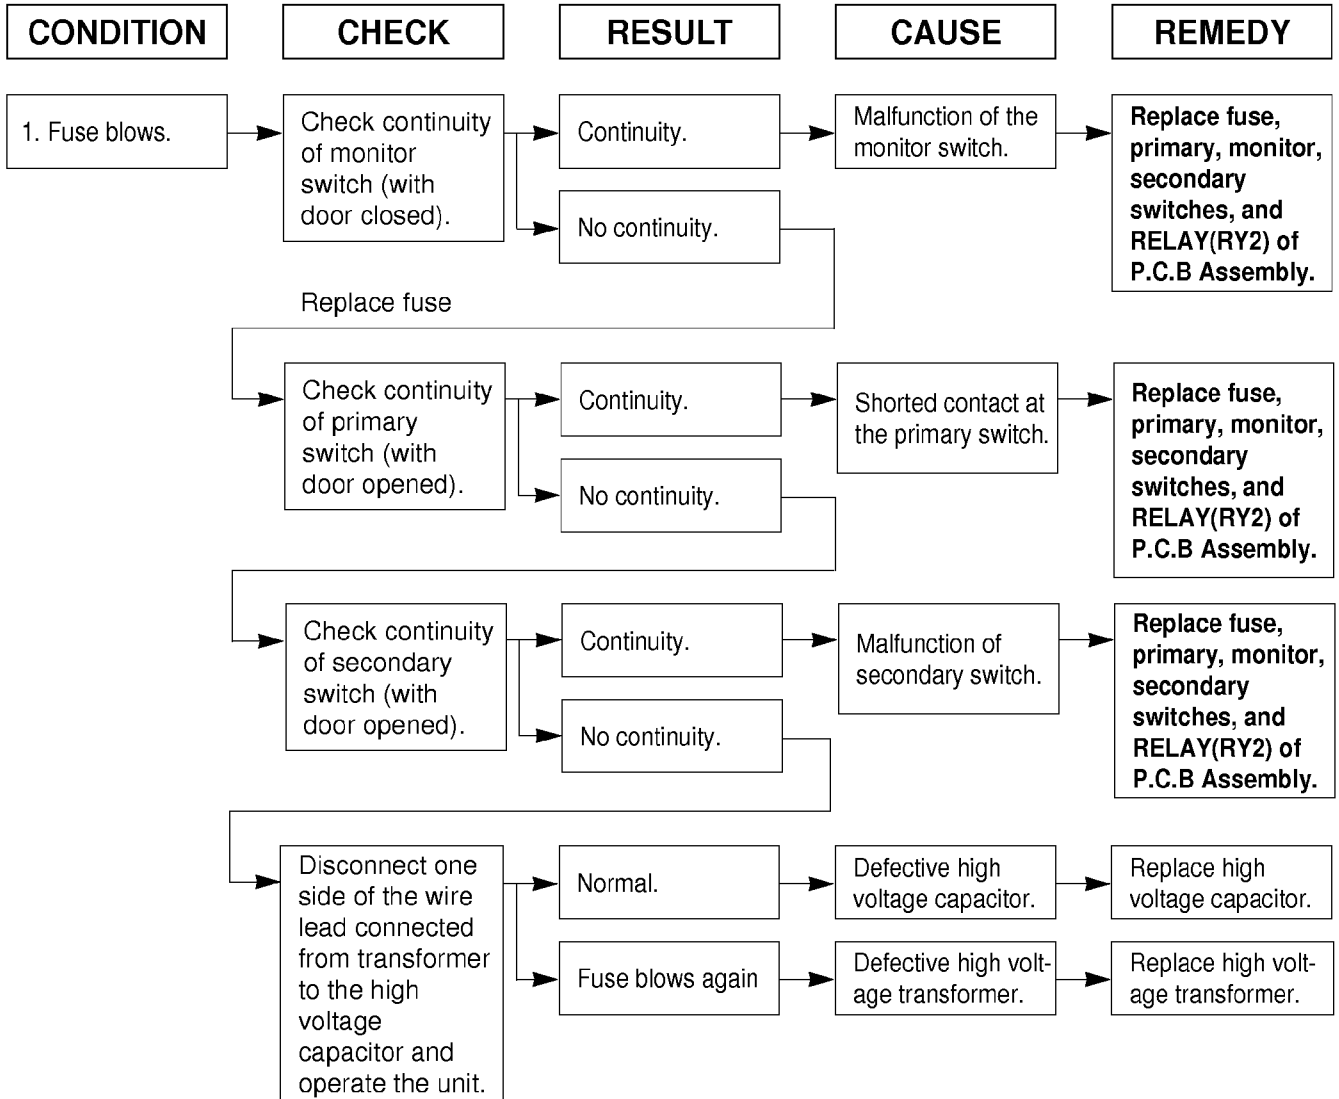 CONDITION
CHECK
RESULT
CAUSE
REMEDY
1. Fuse blows.
Check continuity
of monitor
switch (with
door closed).
Continuity.
Malfunction of the
monitor switch.
Replace fuse,
primary, monitor,
secondary
switches, and
RELAY(RY2) of
P.C.B Assembly.
No continuity.
Replace fuse
Check continuity
of primary
switch (with
door opened).
Continuity.
Shorted contact at
the primary switch.
Replace fuse,
primary, monitor,
secondary
switches, and
RELAY(RY2) of
P.C.B Assembly.
No continuity.
Check continuity
of secondary
switch (with
door opened).
Continuity.
Malfunction of
secondary switch.
Replace fuse,
primary, monitor,
secondary
switches, and
RELAY(RY2) of
P.C.B Assembly.
No continuity.
Disconnect one
side of the wire
lead connected
from transformer
to the high
voltage
capacitor and
operate the unit.
Normal.
Defective high
voltage capacitor.
Replace high
voltage capacitor.
Fuse blows again
Defective high volt-
age transformer.
Replace high volt-
age transformer.